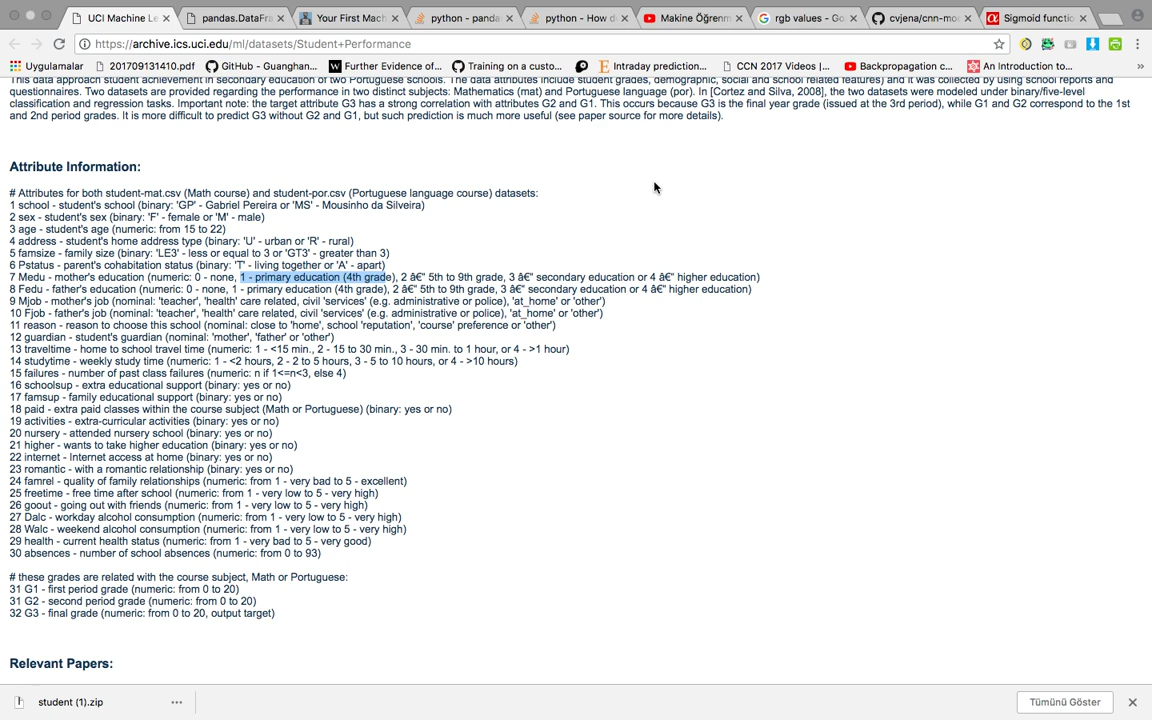 UCI Machine Le
pandas.DataFra
Your First Mach
python - panda
python - How d
Makine Öğrenm
rgb values - Go
cvjena/cnn-mo
Sigmoid functio
https://archive.ics.uci.edu/ml/datasets/Student+Performance
Uygulamalar
201709131410.pdf
GitHub - Guanghan...
Training on a custo...
Further Evidence of...
Intraday prediction...
CCN 2017 Videos |...
Backpropagation c...
An Introduction to...
»
This data approach student achievement in secondary education of two Portuguese schools. The data attributes include student grades, demographic, social and school related features) and it was collected by using school reports and
questionnaires. Two datasets are provided regarding the performance in two distinct subjects: Mathematics (mat) and Portuguese language (por). In [Cortez and Silva, 2008], the two datasets were modeled under binary/five-level
classification and regression tasks. Important note: the target attribute G3 has a strong correlation with attributes G2 and G1. This occurs because G3 is the final year grade (issued at the 3rd period), while G1 and G2 correspond to the 1st
and 2nd period grades. It is more difficult to predict G3 without G2 and G1, but such prediction is much more useful (see paper source for more details).
Attribute Information:
# Attributes for both student-mat.csv (Math course) and student-por.csv (Portuguese language course) datasets:
1 school - student's school (binary: 'GP' - Gabriel Pereira or 'MS' - Mousinho da Silveira)
2 sex - student's sex (binary: 'F' - female or 'M' - male)
3 age - student's age (numeric: from 15 to 22)
4 address - student's home address type (binary: 'U' - urban or 'R' - rural)
5 famsize - family size (binary: 'LE3' - less or equal to 3 or 'GT3' - greater than 3)
6 Pstatus - parent's cohabitation status (binary: 'T' - living together or 'A' - apart)
7 Medu - mother's education (numeric: 0 - none, 1 - primary education (4th grade), 2 â€“ 5th to 9th grade, 3 â€“ secondary education or 4 â€“ higher education)
8 Fedu - father's education (numeric: 0 - none, 1 - primary education (4th grade), 2 â€“ 5th to 9th grade, 3 â€“ secondary education or 4 â€“ higher education)
9 Mjob - mother's job (nominal: 'teacher', 'health' care related, civil 'services' (e.g. administrative or police), 'at_home' or 'other')
10 Fjob - father's job (nominal: 'teacher', 'health' care related, civil 'services' (e.g. administrative or police), 'at_home' or 'other')
11 reason - reason to choose this school (nominal: close to 'home', school 'reputation', 'course' preference or 'other')
12 guardian - student's guardian (nominal: 'mother', 'father' or 'other')
13 traveltime - home to school travel time (numeric: 1 - <15 min., 2 - 15 to 30 min., 3 - 30 min. to 1 hour, or 4 - >1 hour)
14 studytime - weekly study time (numeric: 1 - <2 hours, 2 - 2 to 5 hours, 3 - 5 to 10 hours, or 4 - >10 hours)
15 failures - number of past class failures (numeric: n if 1<=n<3, else 4)
16 schoolsup - extra educational support (binary: yes or no)
17 famsup - family educational support (binary: yes or no)
18 paid - extra paid classes within the course subject (Math or Portuguese) (binary: yes or no)
19 activities - extra-curricular activities (binary: yes or no)
20 nursery - attended nursery school (binary: yes or no)
21 higher - wants to take higher education (binary: yes or no)
22 internet - Internet access at home (binary: yes or no)
23 romantic - with a romantic relationship (binary: yes or no)
24 famrel - quality of family relationships (numeric: from 1 - very bad to 5 - excellent)
25 freetime - free time after school (numeric: from 1 - very low to 5 - very high)
26 goout - going out with friends (numeric: from 1 - very low to 5 - very high)
27 Dalc - workday alcohol consumption (numeric: from 1 - very low to 5 - very high)
28 Walc - weekend alcohol consumption (numeric: from 1 - very low to 5 - very high)
29 health - current health status (numeric: from 1 - very bad to 5 - very good)
30 absences - number of school absences (numeric: from 0 to 93)
# these grades are related with the course subject, Math or Portuguese:
31 G1 - first period grade (numeric: from 0 to 20)
31 G2 - second period grade (numeric: from 0 to 20)
32 G3 - final grade (numeric: from 0 to 20, output target)
Relevant Papers:
student (1).zip
Tümünü Göster